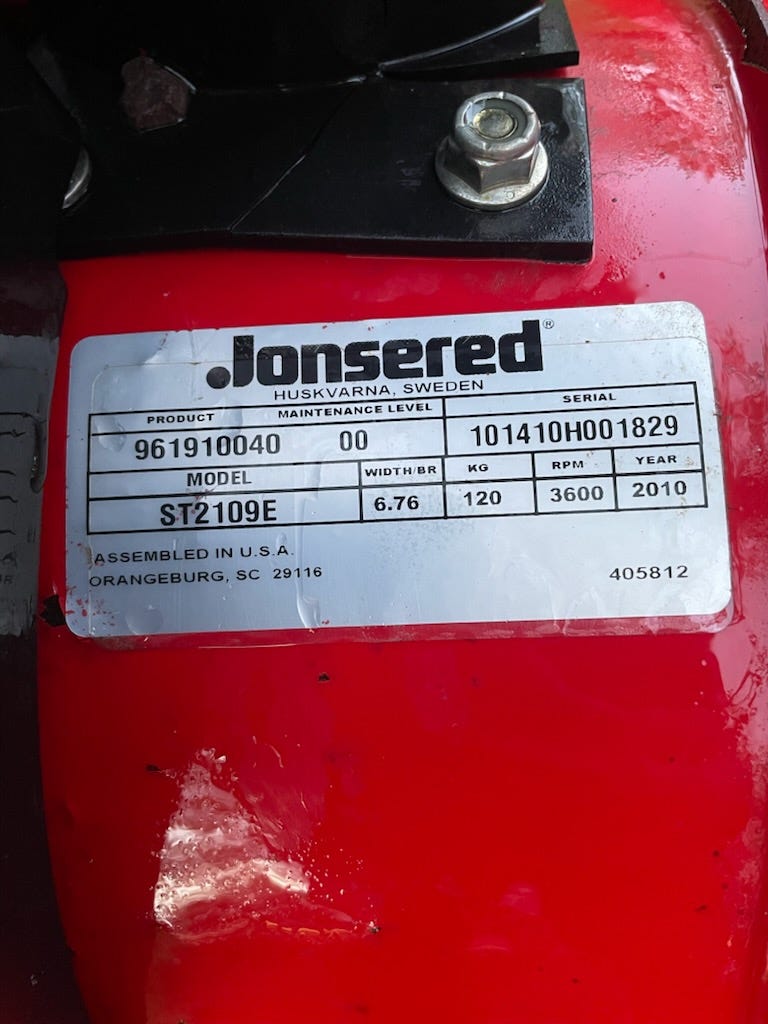 Jonsered®
HUSKVARNA, SWEDEN
PRODUCT MAINTENANCE LEVEL SERIAL
961910040 00 101410H001829
MODEL WIDTH/BR KG RPM YEAR
ST2109E 6.76 120 3600 2010
ASSEMBLED IN U.S.A.
ORANGEBURG, SC 29116 405812